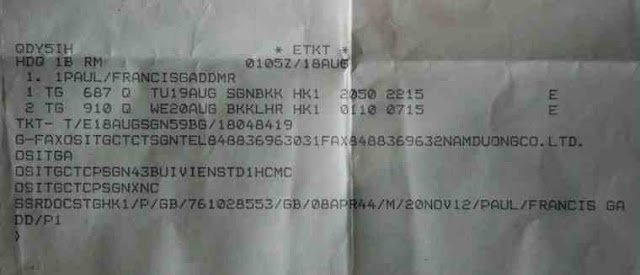 QDY5IH * ETKT *
HDQ 1B RM 0105Z/18AUG
1. 1PAUL/FRANCISGADDMR
1 TG 687 Q TU19AUG SGNBKK HK1 2050 2215 E
2 TG 910 Q WE20AUG BKKLHR HK1 0110 0715 E
TKT- T/E18AUGSGN59BG/18048419
G-FAXOSITGCTCTSGNTEL848836963031FAX8488369632NAMDUONGCO.LTD.
OSITGA
OSITGCTCPSGN43BUIVIENSTD1HCMC
OSITGCTCPSGNXNC
SSRDOCSTGHK1/P/GB/761028553/GB/08APR44/M/20NOV12/PAUL/FRANCIS GA
DD/P1
)